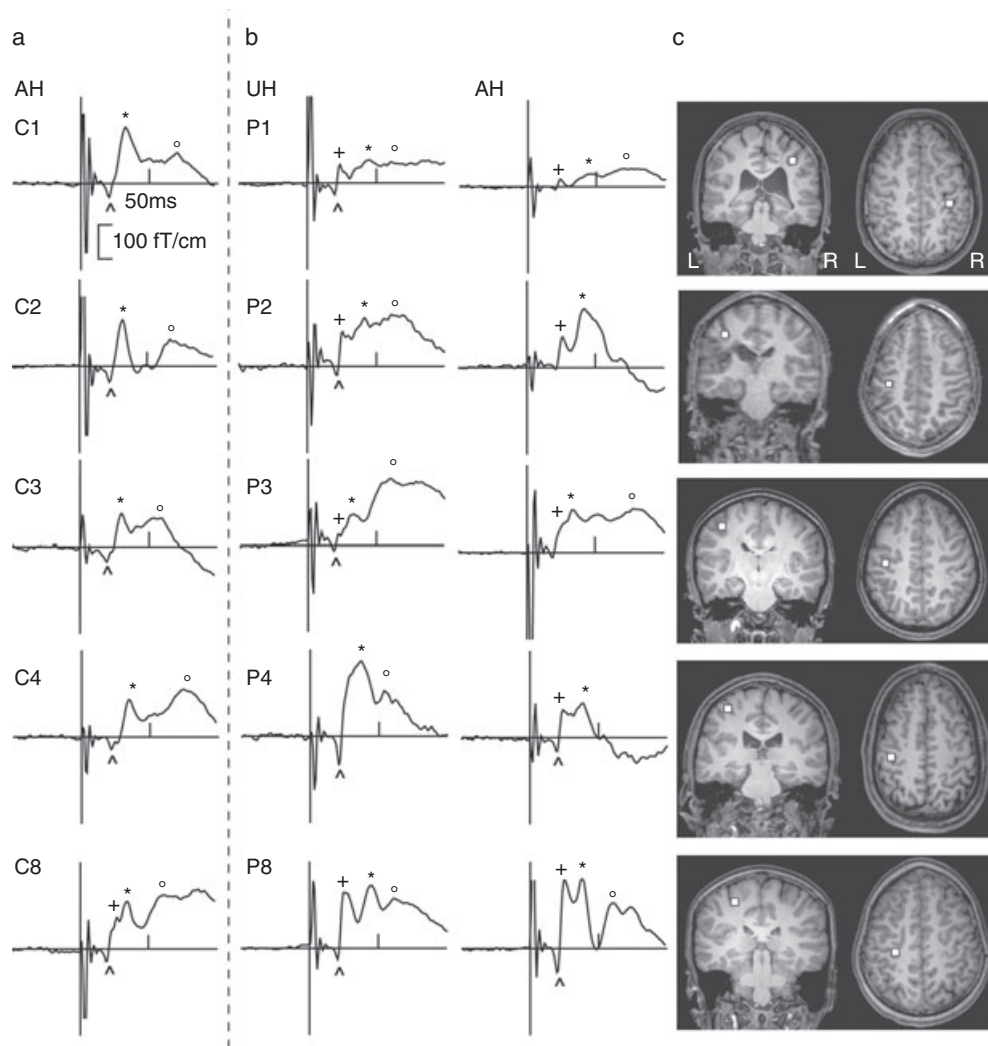 a b c
AH UH AH
C1 P1
* ° + * ° + * °
^ 50ms ^
100 fT/cm
L R L R
C2 P2
* ° + * ° + *
^ ^
C3 P3
* ° + * ° + * °
^ ^
C4 P4
* ° * ° + *
^ ^ ^
C8 P8
+ * ° + * ° + * °
^ ^ ^